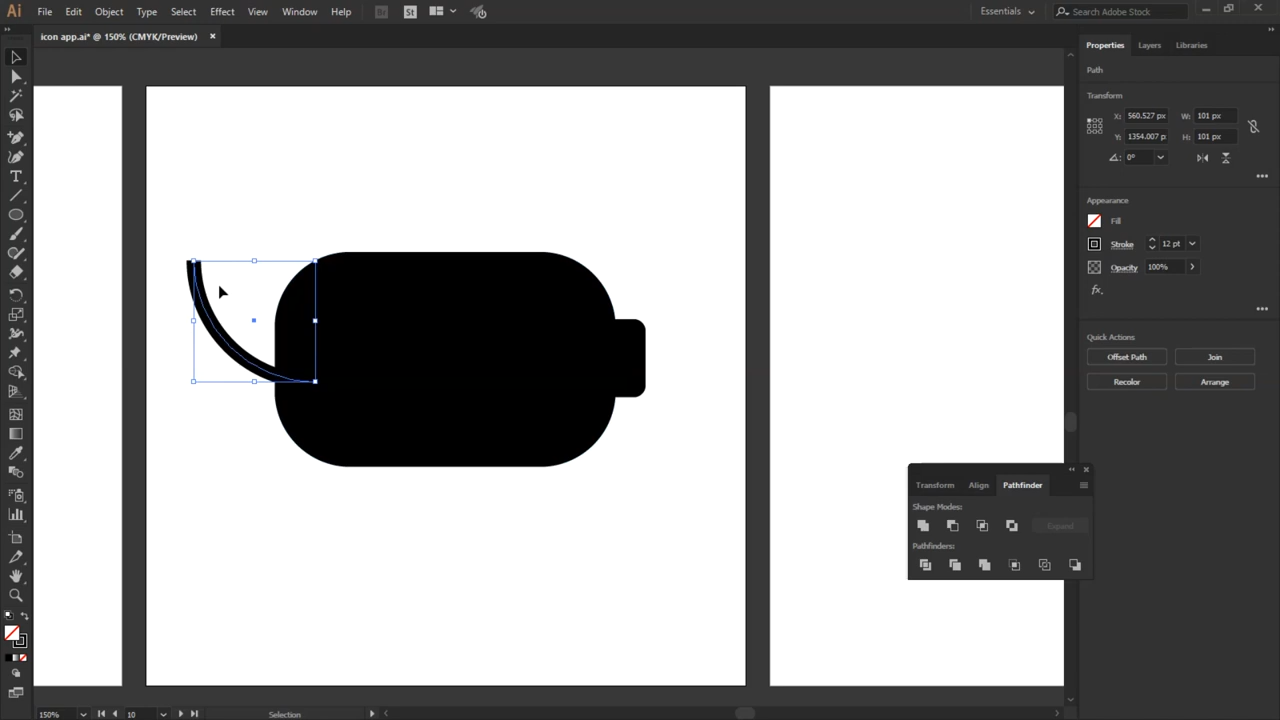 Ai File Edit Object Type Select Effect View Window Help Br St Essentials Search Adobe Stock
icon app.ai* @ 150% (CMYK/Preview) ×
Properties Layers Libraries
Path
Transform
X: 560.527 px W: 101 px
Y: 1354.007 p H: 101 px
0°
Appearance
Fill
Stroke 12 pt
Opacity 100%
fx.
Quick Actions
Offset Path Join
Recolor Arrange
Transform Align Pathfinder
Shape Modes:
Expand
Pathfinders:
150% 10 Selection